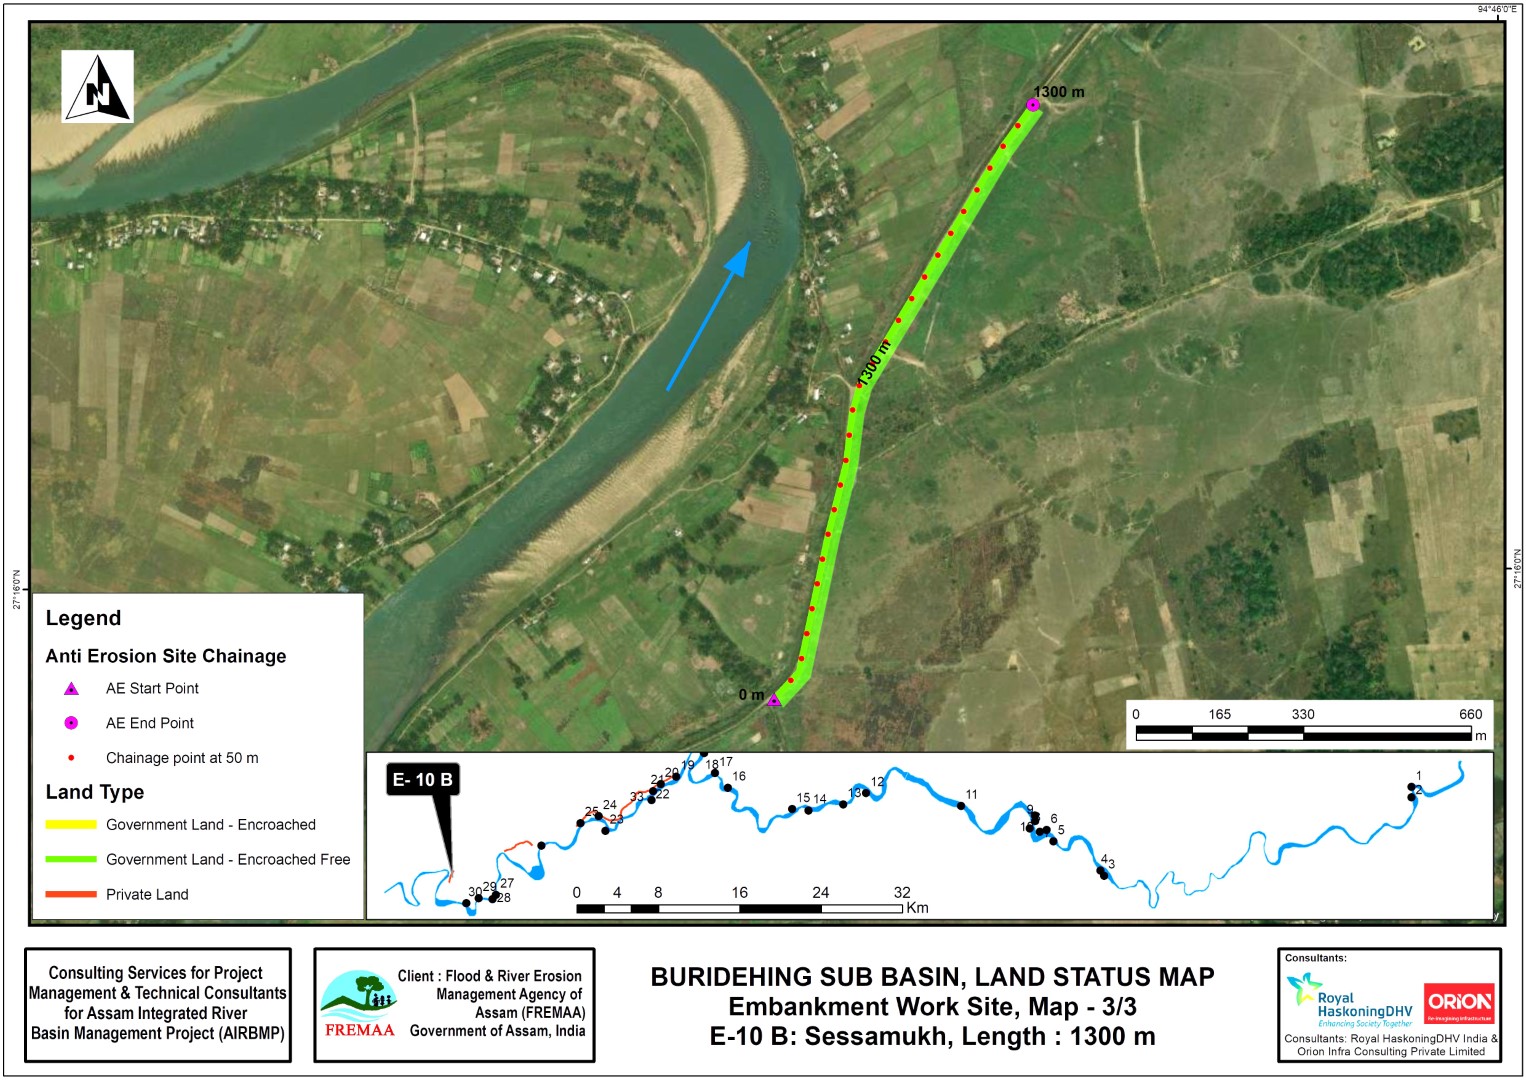 94°46'0"E
N
1300 m
1300 m
0 m
27°16'0"N
27°16'0"N
Legend
Anti Erosion Site Chainage
AE Start Point
AE End Point
Chainage point at 50 m
Land Type
Government Land - Encroached
Government Land - Encroached Free
Private Land
0 165 330 660
m
E- 10 B
30 29 27
28
25 24
23
33 22
21 20 19
18 17
16
15 14
13 12
11
9
6
5
4 3
1
2
0 4 8 16 24 32
Km
Consulting Services for Project
Management & Technical Consultants
for Assam Integrated River
Basin Management Project (AIRBMP)
FREMAA
Client : Flood & River Erosion
Management Agency of
Assam (FREMAA)
Government of Assam, India
BURIDEHING SUB BASIN, LAND STATUS MAP
Embankment Work Site, Map - 3/3
E-10 B: Sessamukh, Length : 1300 m
Consultants:
Royal
HaskoningDHV
Enhancing Society Together
ORiON
Re-imagining Infrastructure
Consultants: Royal HaskoningDHV India &
Orion Infra Consulting Private Limited